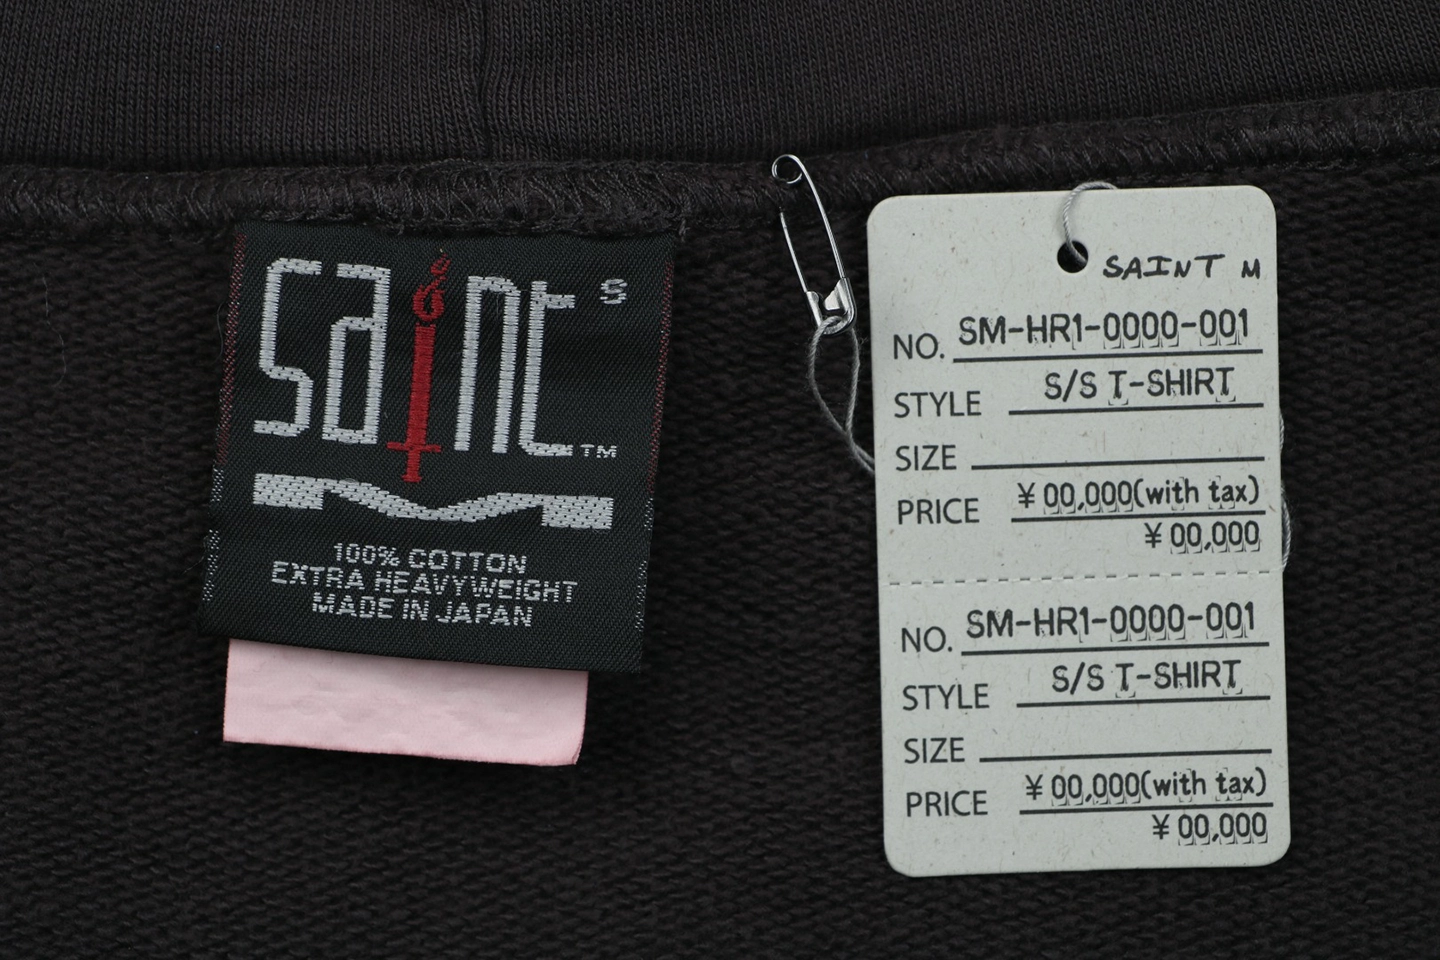 saint
S
TM
100% COTTON
EXTRA HEAVYWEIGHT
MADE IN JAPAN
SAINT M
NO. SM-HR1-0000-001
STYLE S/S T-SHIRT
SIZE
PRICE ¥00,000(with tax)
¥00,000
NO. SM-HR1-0000-001
STYLE S/S T-SHIRT
SIZE
PRICE ¥00,000(with tax)
¥00,000